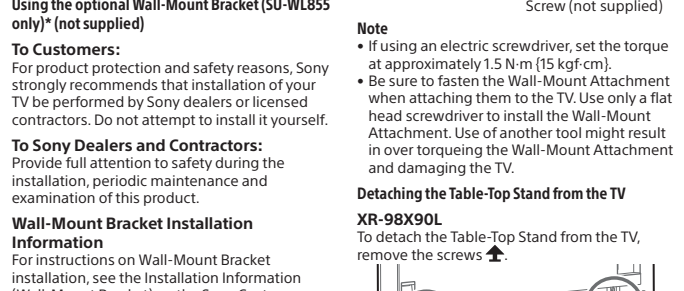 Using the optional Wall-Mount Bracket (SU-WL855
only)* (not supplied)
To Customers:
For product protection and safety reasons, Sony
strongly recommends that installation of your
TV be performed by Sony dealers or licensed
contractors. Do not attempt to install it yourself.
To Sony Dealers and Contractors:
Provide full attention to safety during the
installation, periodic maintenance and
examination of this product.
Wall-Mount Bracket Installation
Information
For instructions on Wall-Mount Bracket
installation, see the Installation Information
Screw (not supplied)
Note
• If using an electric screwdriver, set the torque
at approximately 1.5 N·m {15 kgf·cm}.
• Be sure to fasten the Wall-Mount Attachment
when attaching them to the TV. Use only a flat
head screwdriver to install the Wall-Mount
Attachment. Use of another tool might result
in over torqueing the Wall-Mount Attachment
and damaging the TV.
Detaching the Table-Top Stand from the TV
XR-98X90L
To detach the Table-Top Stand from the TV,
remove the screws .